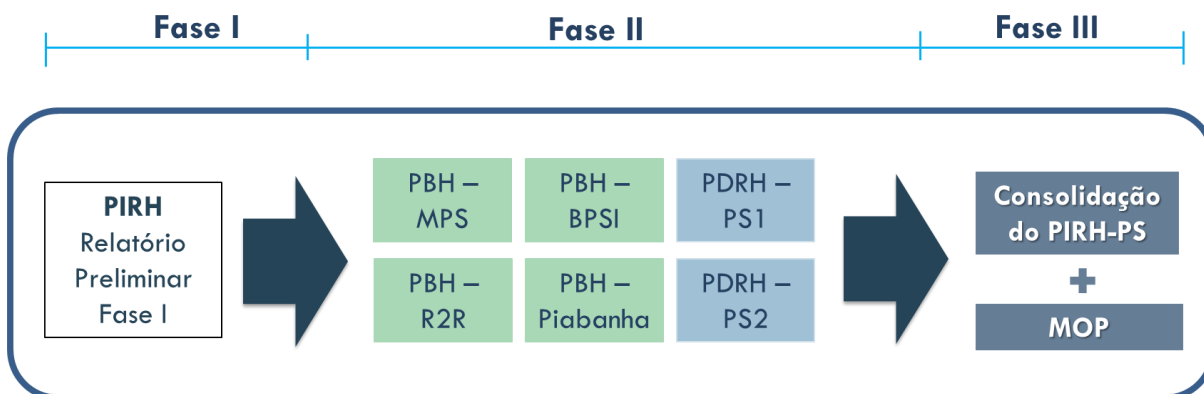 Fase I
Fase II
Fase III
PIRH
Relatório
Preliminar
Fase I
PBH –
MPS
PBH –
BPSI
PDRH –
PS1
PBH –
R2R
PBH –
Piabanha
PDRH –
PS2
Consolidação
do PIRH-PS
+
MOP